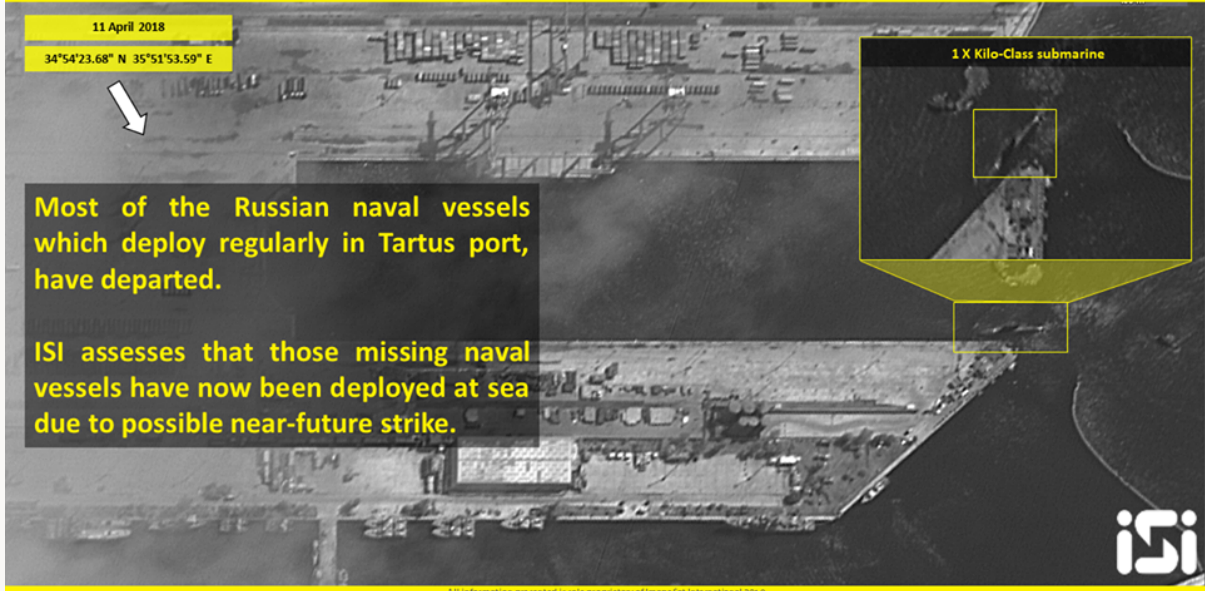 11 April 2018
34°54'23.68" N 35°51'53.59" E
1 X Kilo-Class submarine
Most of the Russian naval vessels
which deploy regularly in Tartus port,
have departed.
ISI assesses that those missing naval
vessels have now been deployed at sea
due to possible near-future strike.
iSi